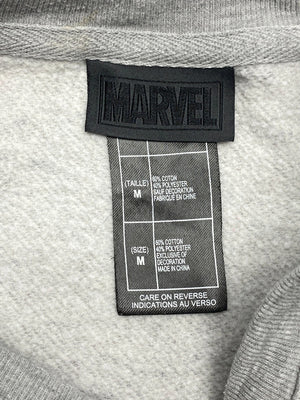 MARVEL
(TAILLE)
M
60% COTON
40% POLYESTER
SAUF DÉCORATION
FABRIQUÉ EN CHINE
(SIZE)
M
60% COTTON
40% POLYESTER
EXCLUSIVE OF
DECORATION
MADE IN CHINA
CARE ON REVERSE
INDICATIONS AU VERSO